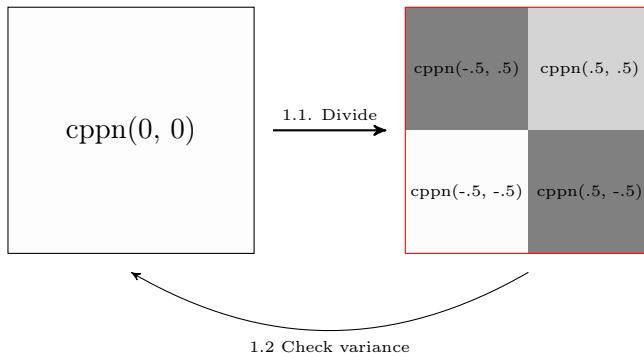 cppn(0, 0)
1.1. Divide
cppn(-.5, .5)
cppn(.5, .5)
cppn(-.5, -.5)
cppn(.5, -.5)
1.2 Check variance